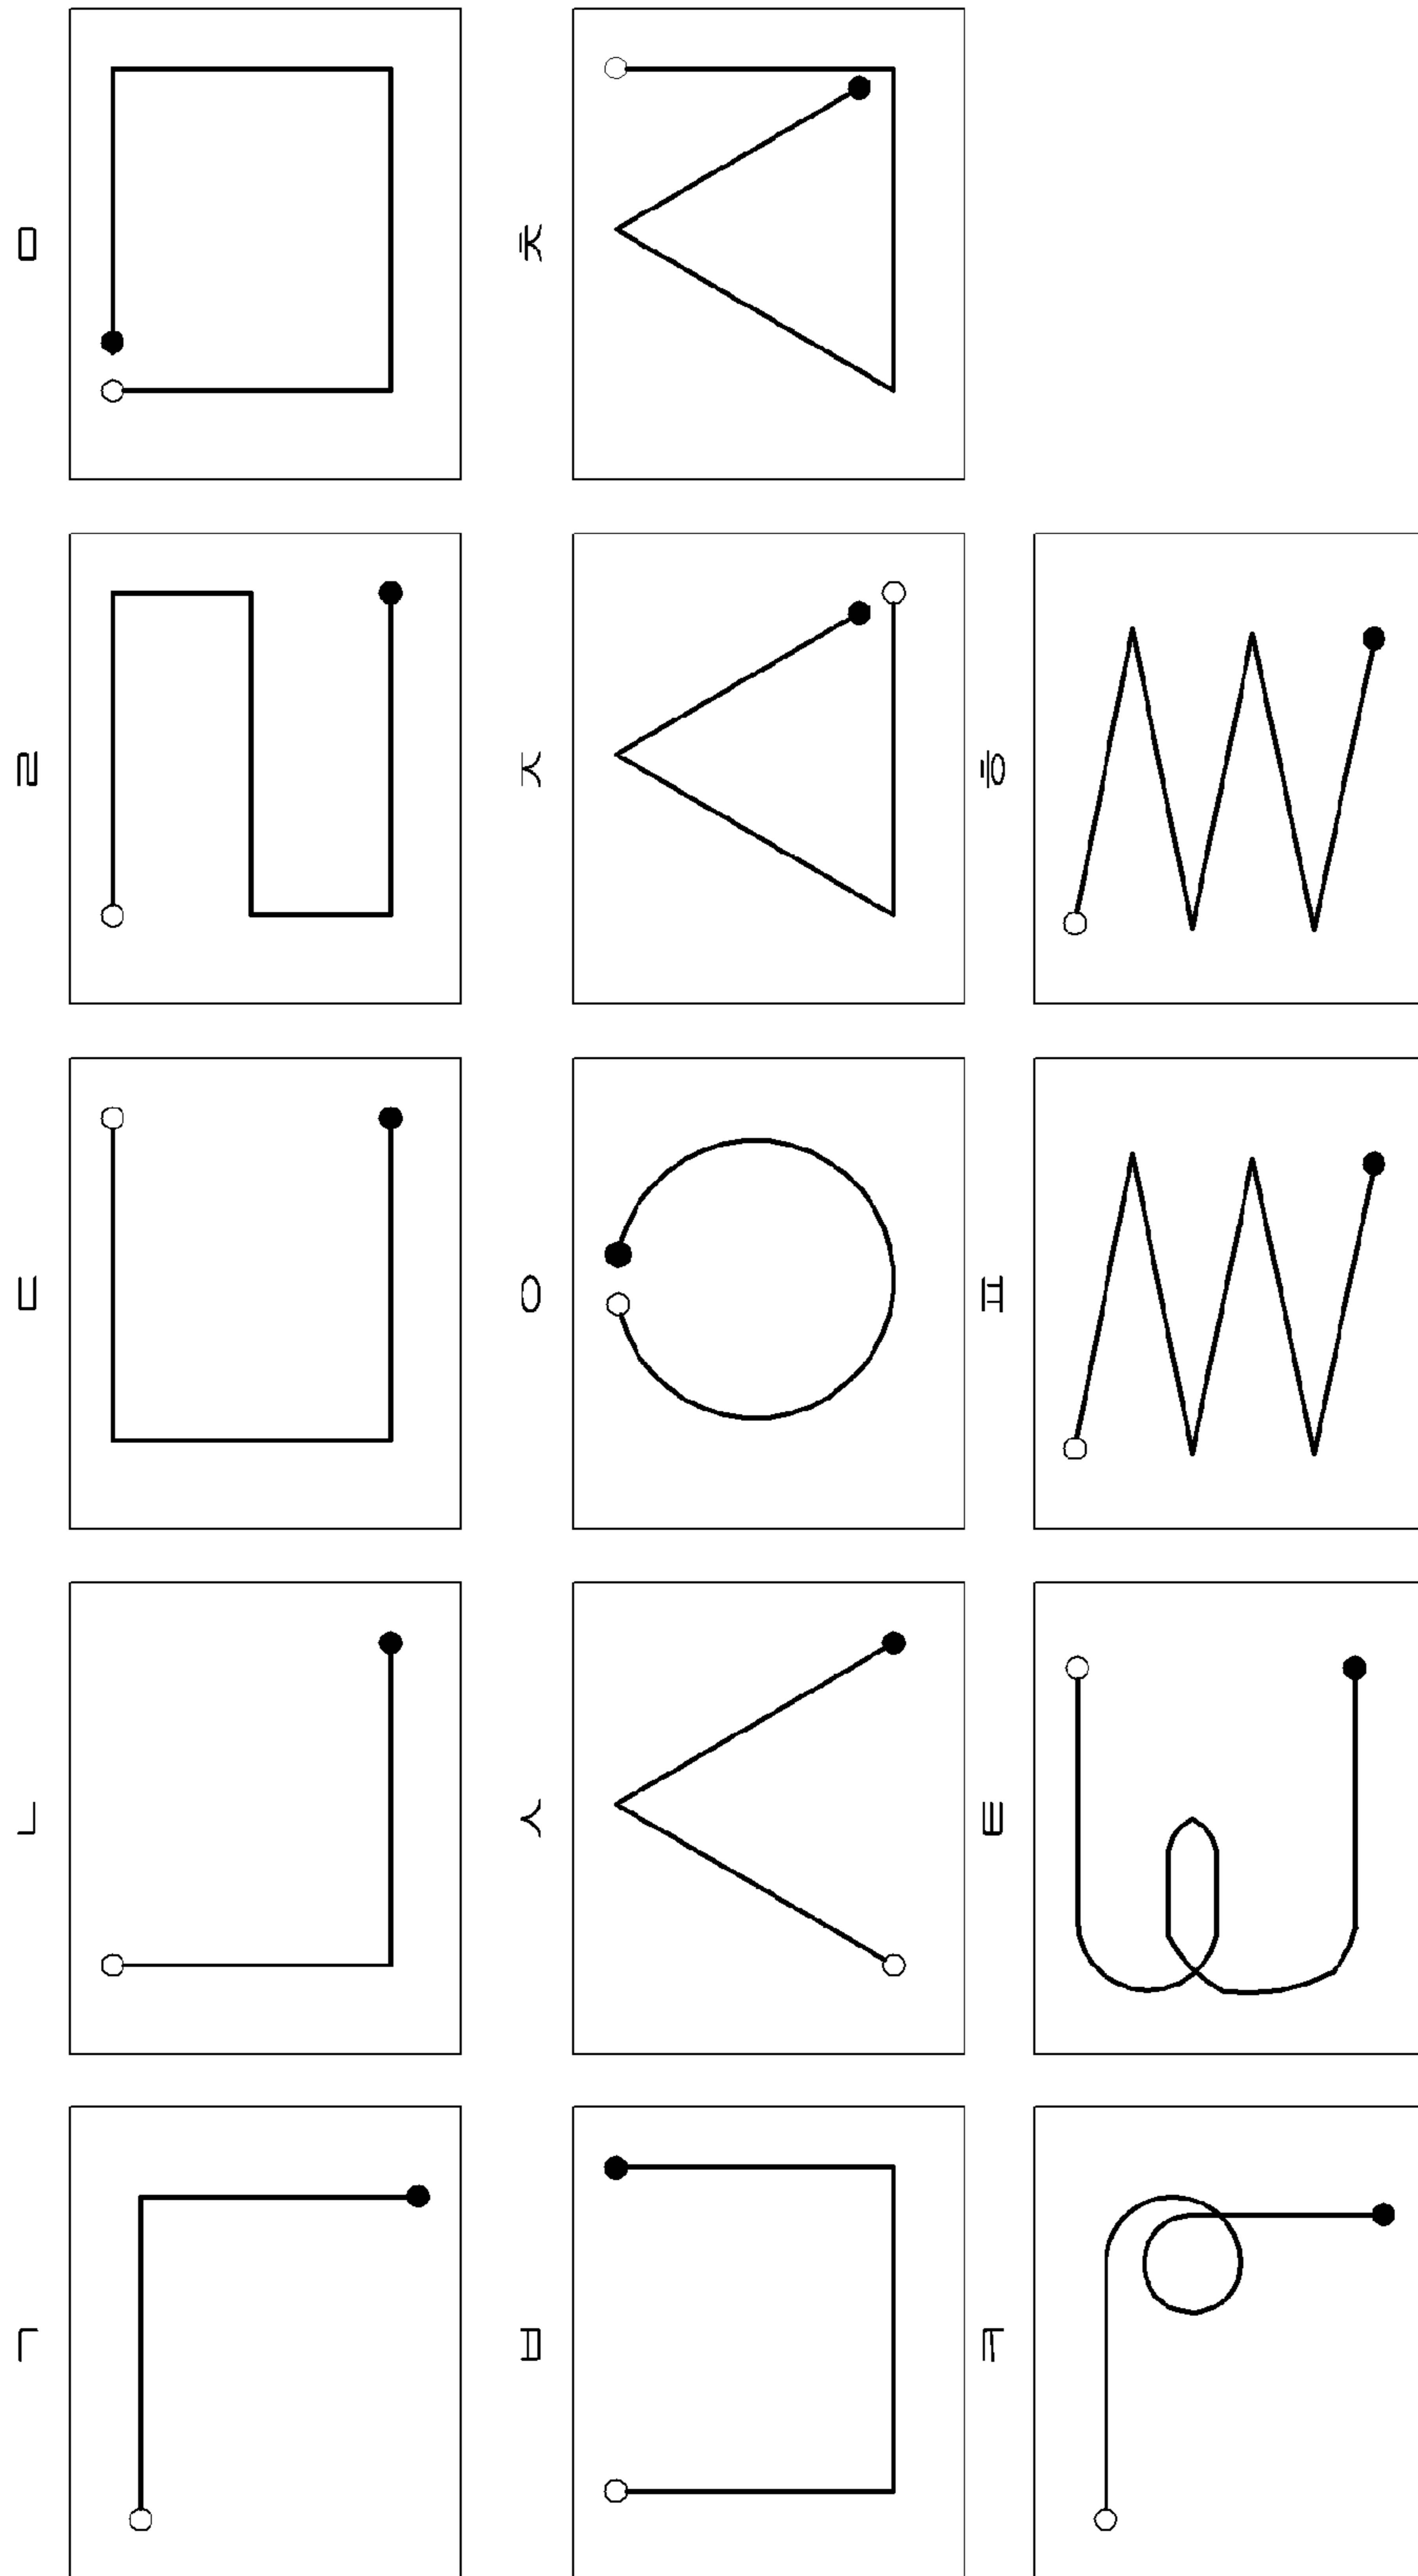 ㄱ ㄴ ㄷ ㄹ ㅁ
ㅂ ㅅ ㅇ ㅈ ㅊ
ㅋ ㅌ ㅍ ㅎ